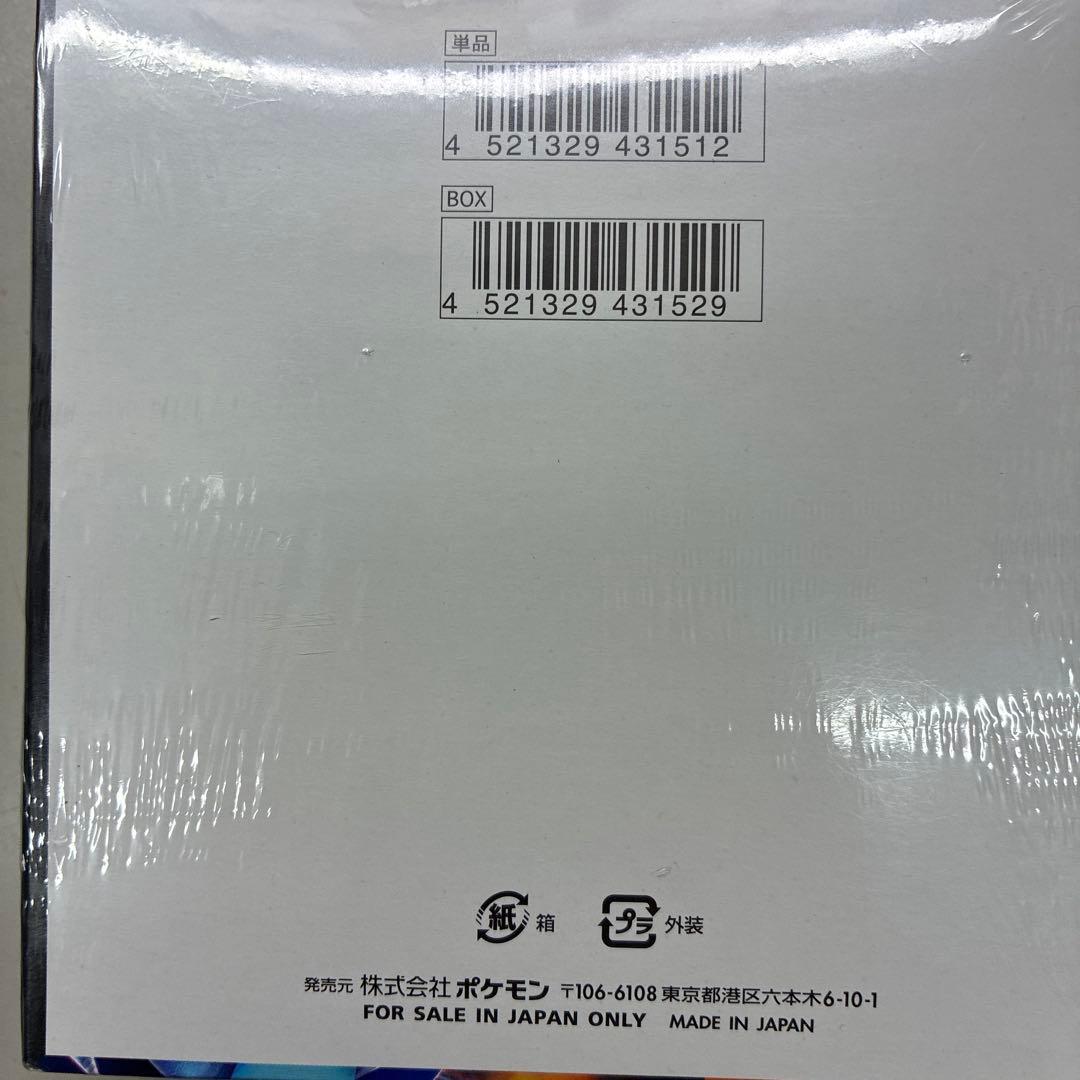 単品
4 521329 431512
BOX
4 521329 431529
紙 箱 プラ 外装
発売元 株式会社 ポケモン 〒106-6108 東京都港区六本木6-10-1
FOR SALE IN JAPAN ONLY MADE IN JAPAN